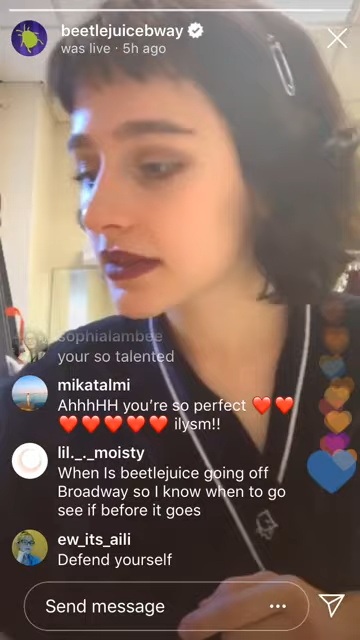 beetlejuicebway
was live · 5h ago
sophialambee
your so talented
mikatalmi
AhhhHH you're so perfect ❤️❤️
❤️❤️❤️❤️❤️ ilysm!!
lil._._moisty
When Is beetlejuice going off
Broadway so I know when to go
see if before it goes
ew_its_aili
Defend yourself
Send message